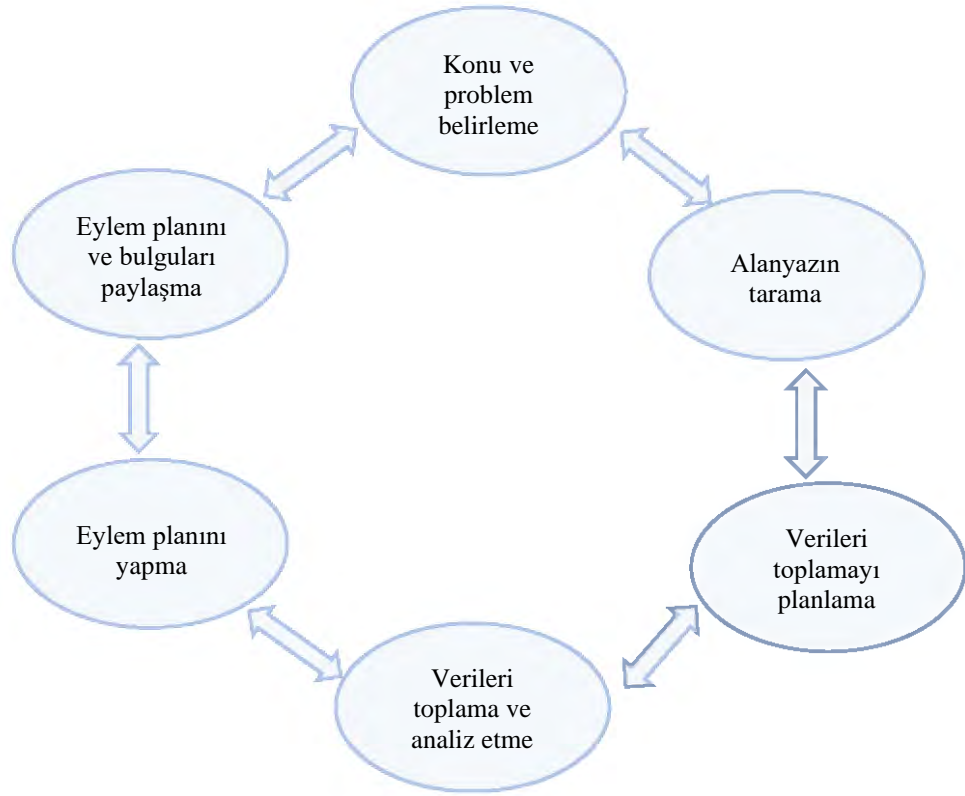 Konu ve
problem
belirleme
Alanyazın
tarama
Verileri
toplamayı
planlama
Verileri
toplama ve
analiz etme
Eylem planını
yapma
Eylem planını
ve bulguları
paylaşma